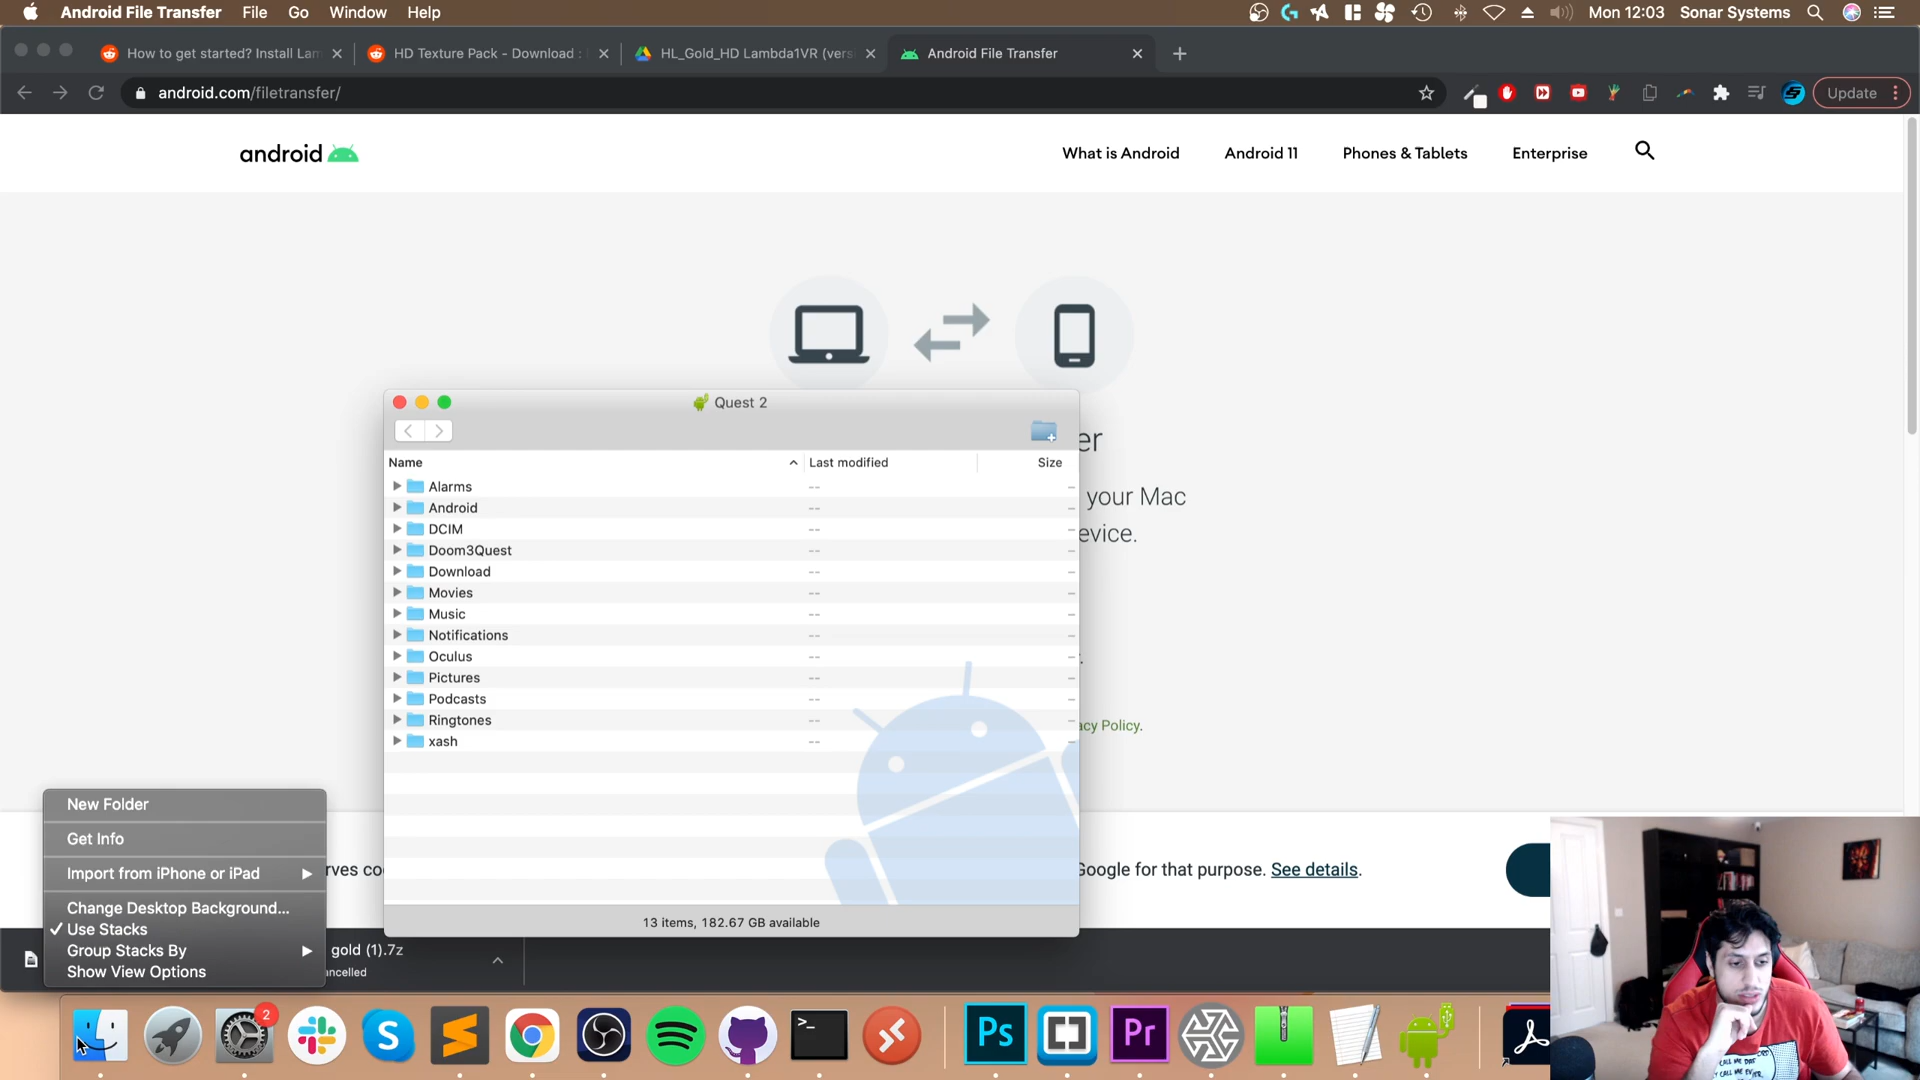 Android File Transfer File Go Window Help Mon 12:03 Sonar Systems
How to get started? Install Lam HD Texture Pack - Download : HL_Gold_HD Lambda1VR (vers Android File Transfer
android.com/filetransfer/ Update
android What is Android Android 11 Phones & Tablets Enterprise
Quest 2
er
Name Last modified Size
Alarms -- --
your Mac
Android -- --
DCIM -- --
evice.
Doom3Quest -- --
Download -- --
Movies -- --
Music -- --
Notifications -- --
Oculus -- --
Pictures -- --
Podcasts -- --
Ringtones -- --
acy Policy.
xash -- --
New Folder
Get Info
Import from iPhone or iPad
rves co
Google for that purpose. See details.
Change Desktop Background...
Use Stacks
13 items, 182.67 GB available
Group Stacks By
gold (1).7z
Show View Options
ncelled
2
S
>_
Ps
Pr
CALL ME